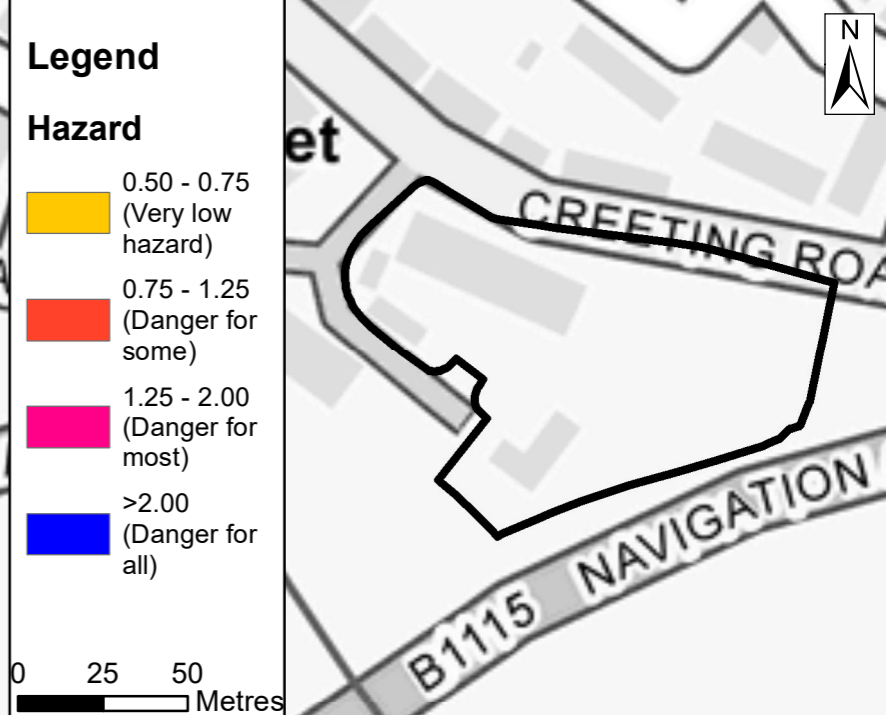 Legend
Hazard
0.50 - 0.75
(Very low
hazard)
0.75 - 1.25
(Danger for
some)
1.25 - 2.00
(Danger for
most)
>2.00
(Danger for
all)
0 25 50
Metres
N
et
CREETING ROA
B1115 NAVIGATION